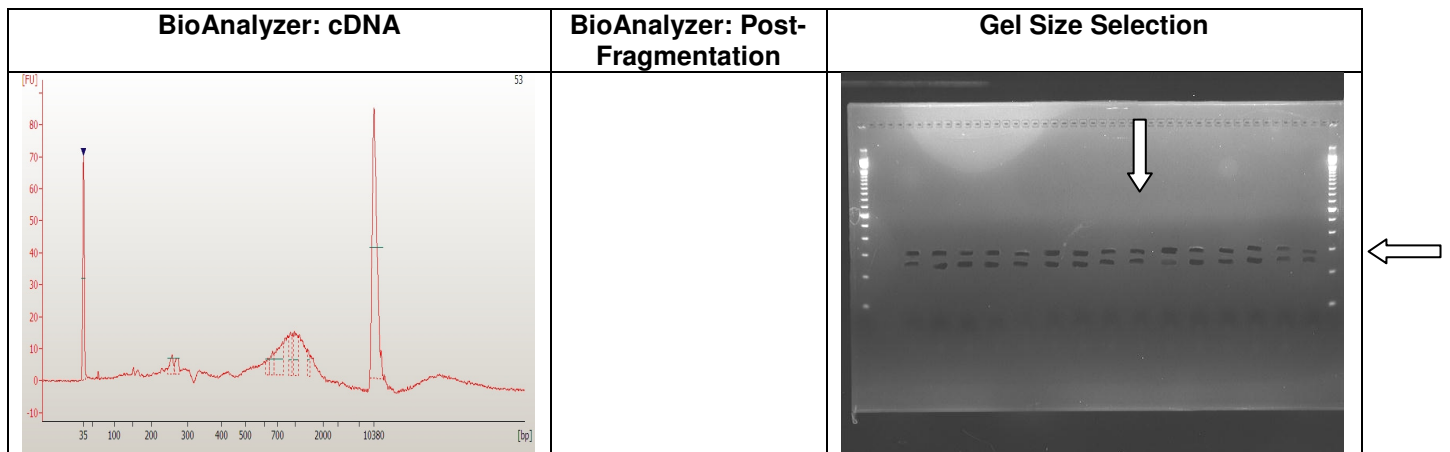 BioAnalyzer: cDNA
BioAnalyzer: Post-
Fragmentation
Gel Size Selection
[FU]
53
80
70
60
50
40
30
20
10
0
-10
35 100 200 300 400 500 700 2000 10380 [bp]